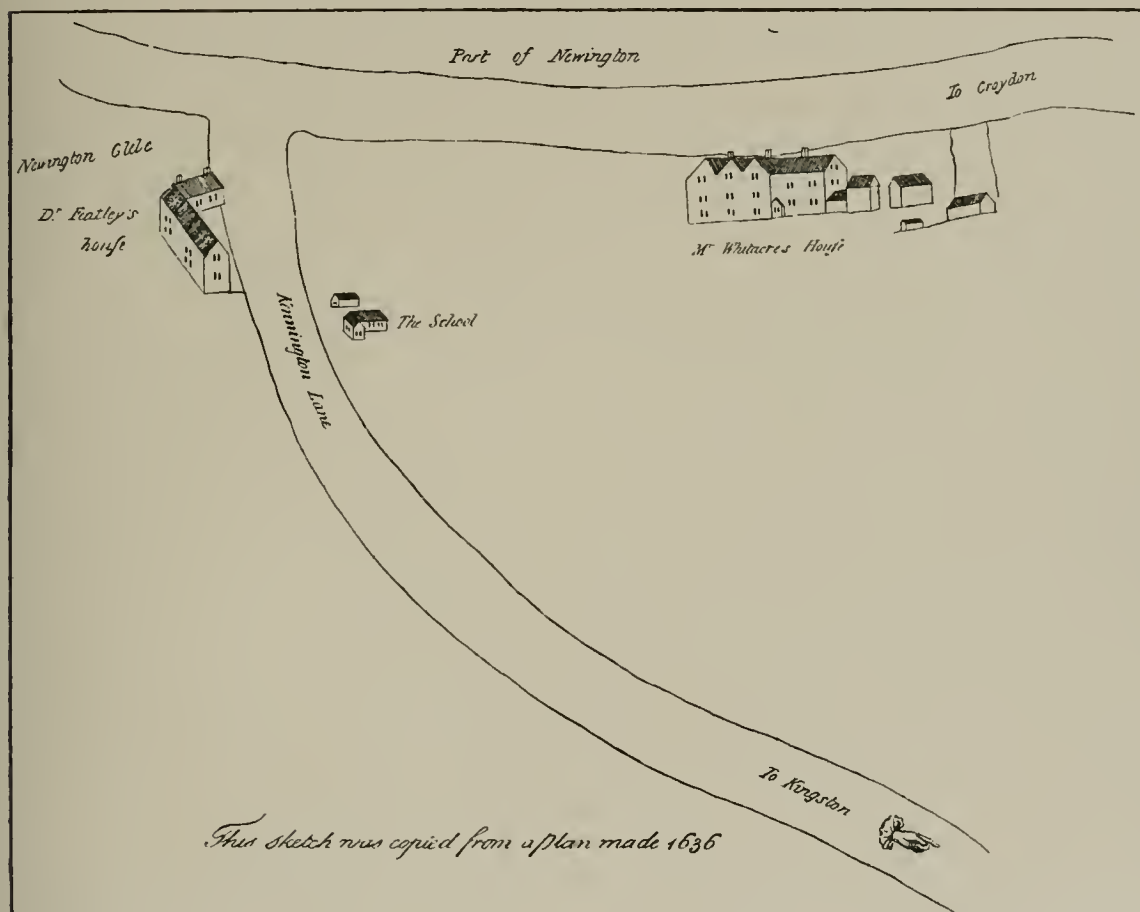 Part of Newington
To Croydon
Newington Glebe
Dr Featley's
house
Mr Whitacres House
The School
Kennington Lane
To Kingston
This sketch was copied from a plan made 1636